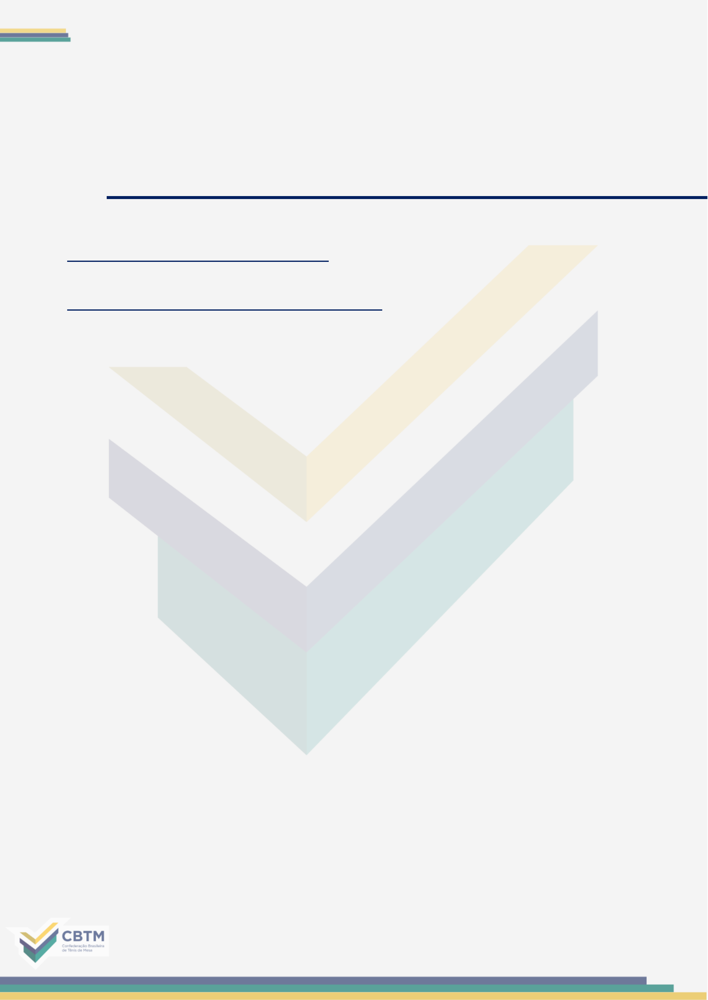 CBTM
Confederação Brasileira
de Tênis de Mesa